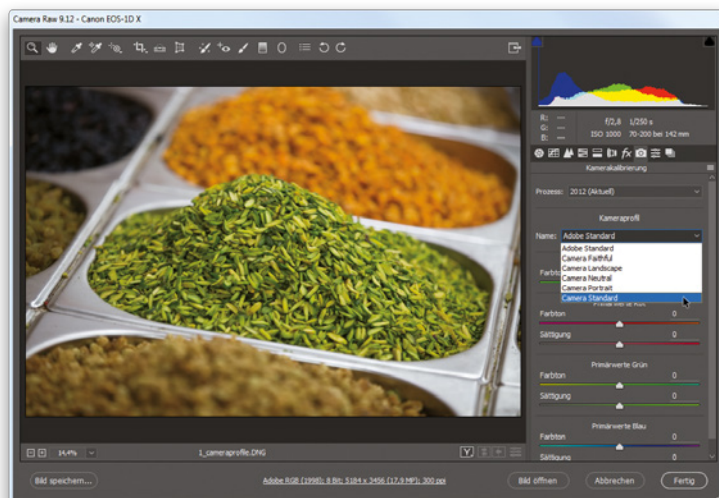 Camera Raw 9.12 - Canon EOS-1D X
R: ---
G: ---
B: ---
f/2,8 1/250 s
ISO 1000 70-200 bei 142 mm
fx
Kamerakalibrierung
Prozess: 2012 (Aktuell)
Kameraprofil
Name: Adobe Standard
Adobe Standard
Camera Faithful
Camera Landscape
Camera Neutral
Camera Portrait
Camera Standard
Farbton 0
Sättigung 0
Primärwerte Grün
Farbton 0
Sättigung 0
Primärwerte Blau
Farbton 0
Sättigung 0
14,4%
1_cameraprofile.DNG
Y
Bild speichern...
Adobe RGB (1998); 8 Bit; 5184 x 3456 (17,9 MP); 300 ppi
Bild öffnen
Abbrechen
Fertig